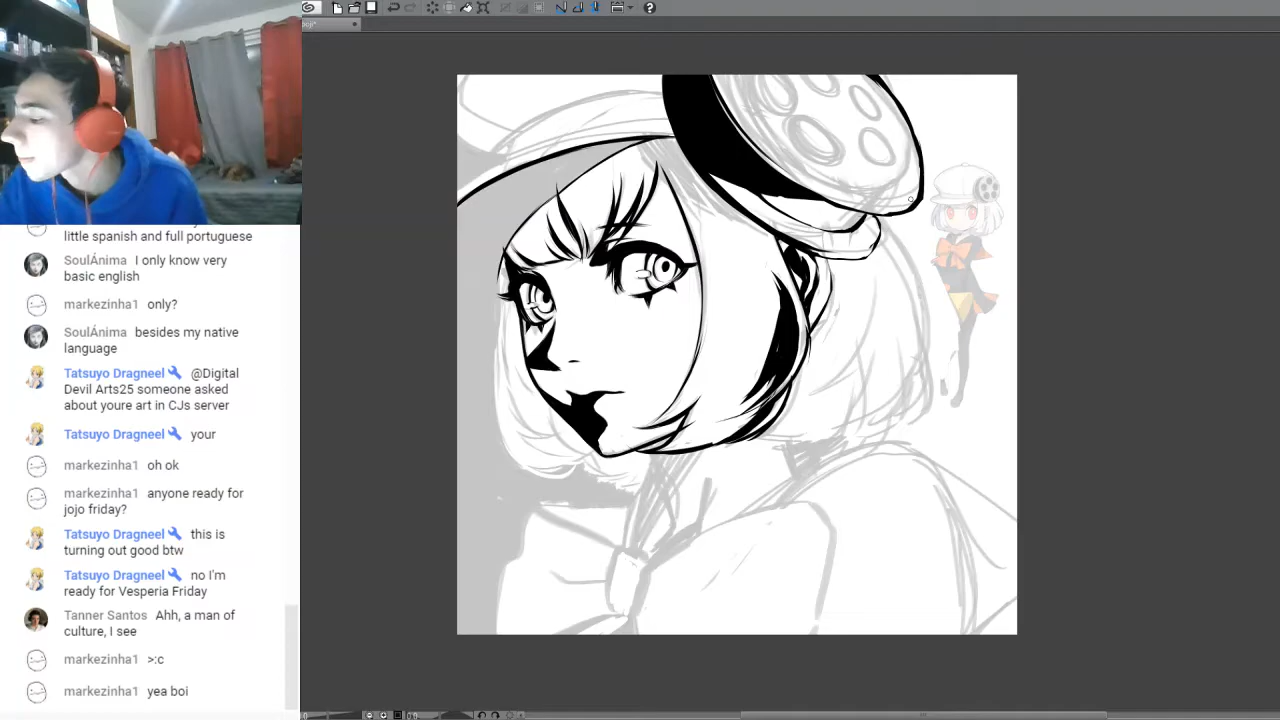 little spanish and full portuguese
SoulÁnima I only know very
basic english
markezinha1 only?
SoulÁnima besides my native
language
Tatsuyo Dragneel @Digital
Devil Arts25 someone asked
about youre art in CJs server
Tatsuyo Dragneel your
markezinha1 oh ok
markezinha1 anyone ready for
jojo friday?
Tatsuyo Dragneel this is
turning out good btw
Tatsuyo Dragneel no I'm
ready for Vesperia Friday
Tanner Santos Ahh, a man of
culture, I see
markezinha1 >:c
markezinha1 yea boi